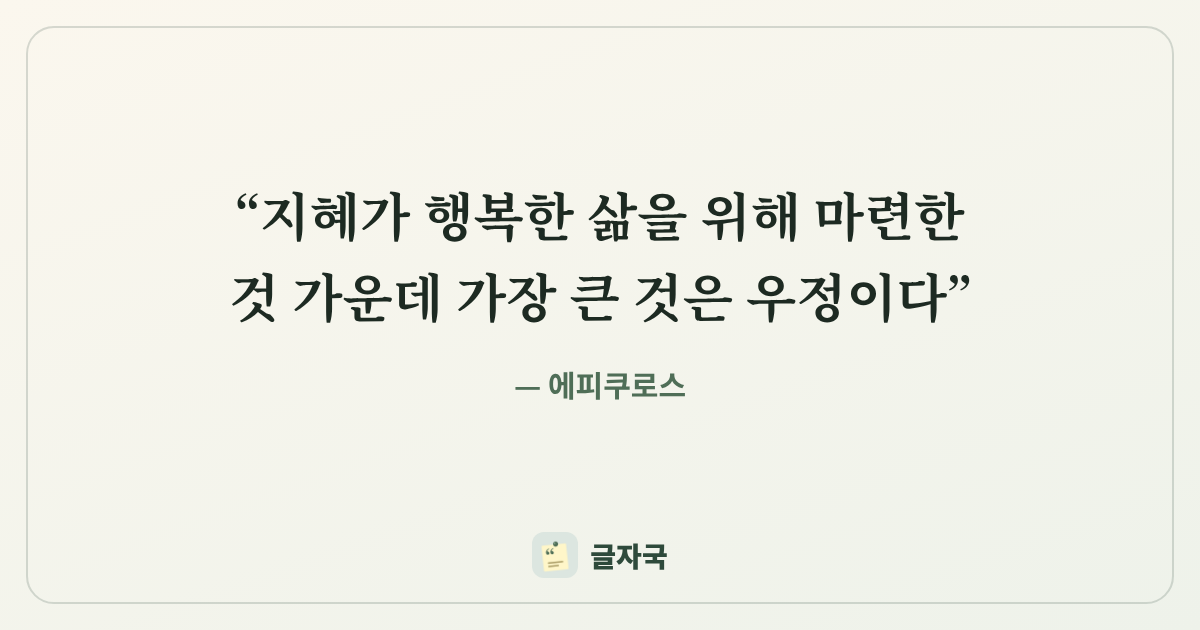 “지혜가 행복한 삶을 위해 마련한
것 가운데 가장 큰 것은 우정이다”
— 에피쿠로스
글자국